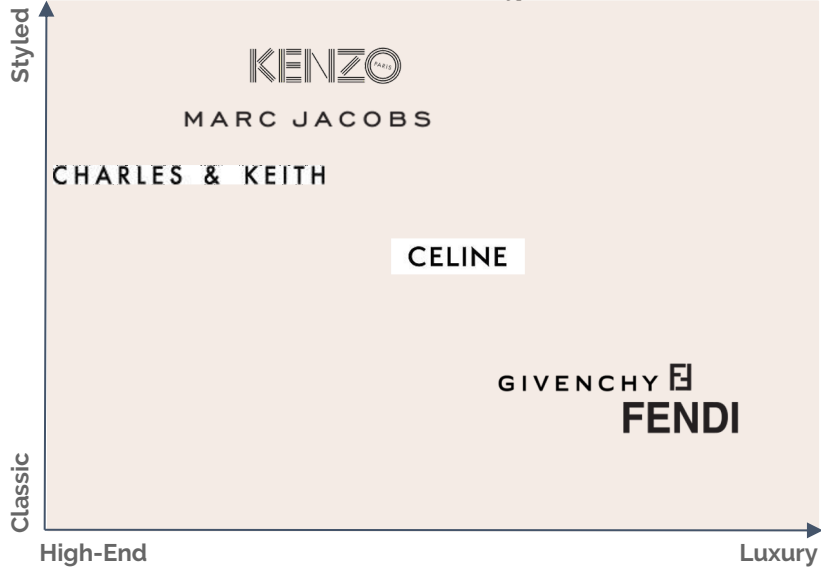 Styled
KENZO
PARIS
MARC JACOBS
CHARLES & KEITH
CELINE
GIVENCHY
FENDI
Classic
High-End
Luxury